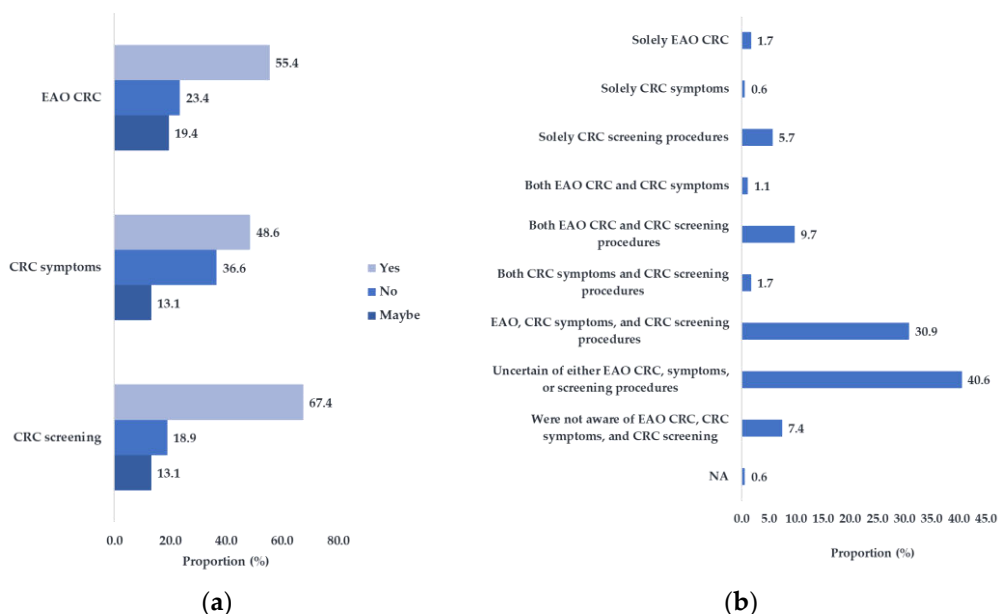 EAO CRC
55.4
23.4
19.4
CRC symptoms
48.6
36.6
13.1
CRC screening
67.4
18.9
13.1
Yes
No
Maybe
0.0 20.0 40.0 60.0 80.0
Proportion (%)
(a)
Solely EAO CRC
1.7
Solely CRC symptoms
0.6
Solely CRC screening procedures
5.7
Both EAO CRC and CRC symptoms
1.1
Both EAO CRC and CRC screening
procedures
9.7
Both CRC symptoms and CRC screening
procedures
1.7
EAO, CRC symptoms, and CRC screening
procedures
30.9
Uncertain of either EAO CRC, symptoms,
or screening procedures
40.6
Were not aware of EAO CRC, CRC
symptoms, and CRC screening
7.4
NA
0.6
0.0 5.0 10.0 15.0 20.0 25.0 30.0 35.0 40.0 45.0
Proportion (%)
(b)